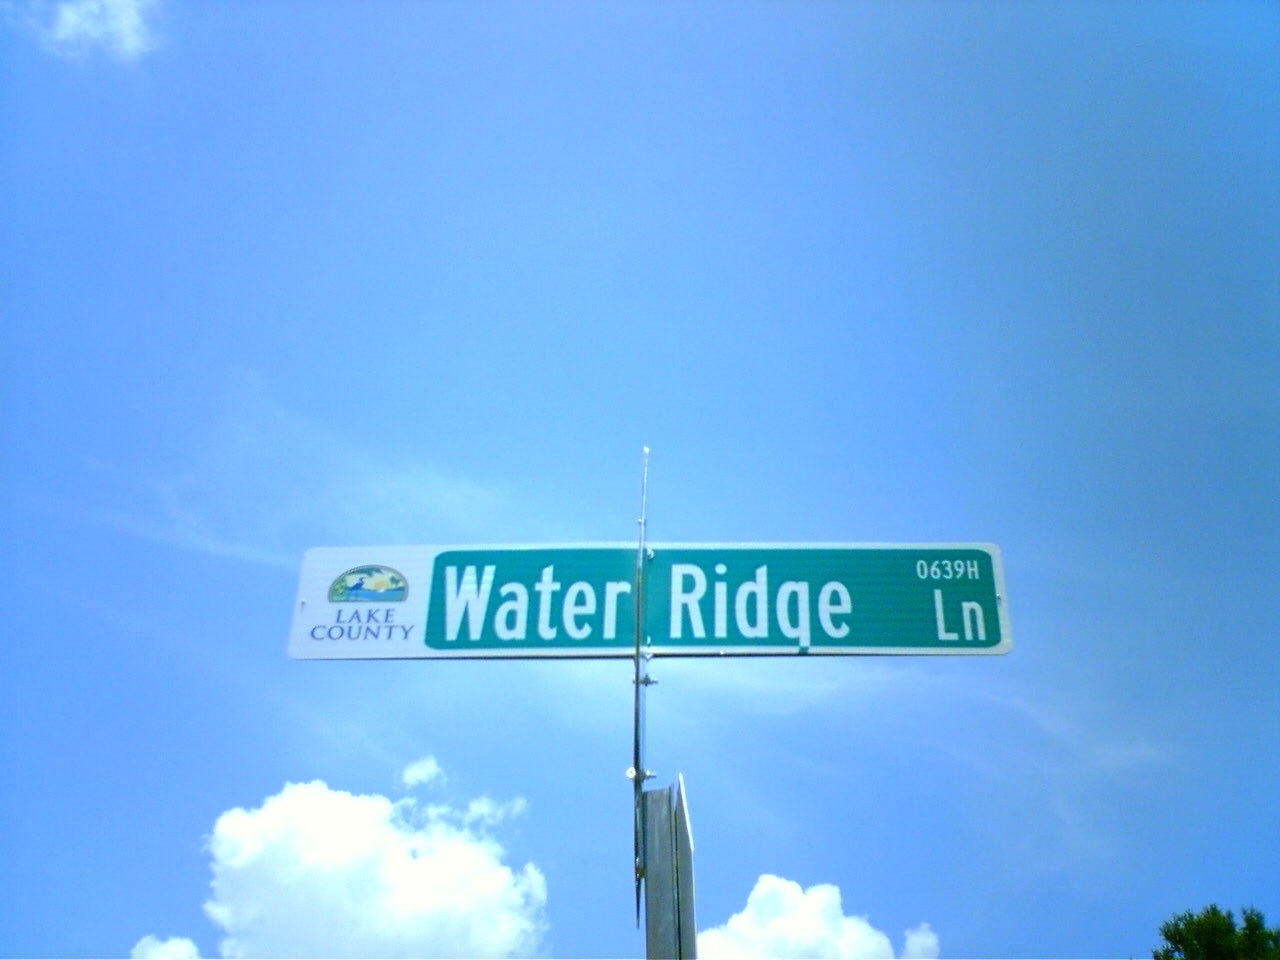 LAKE
COUNTY
Water Ridge
0639H
Ln